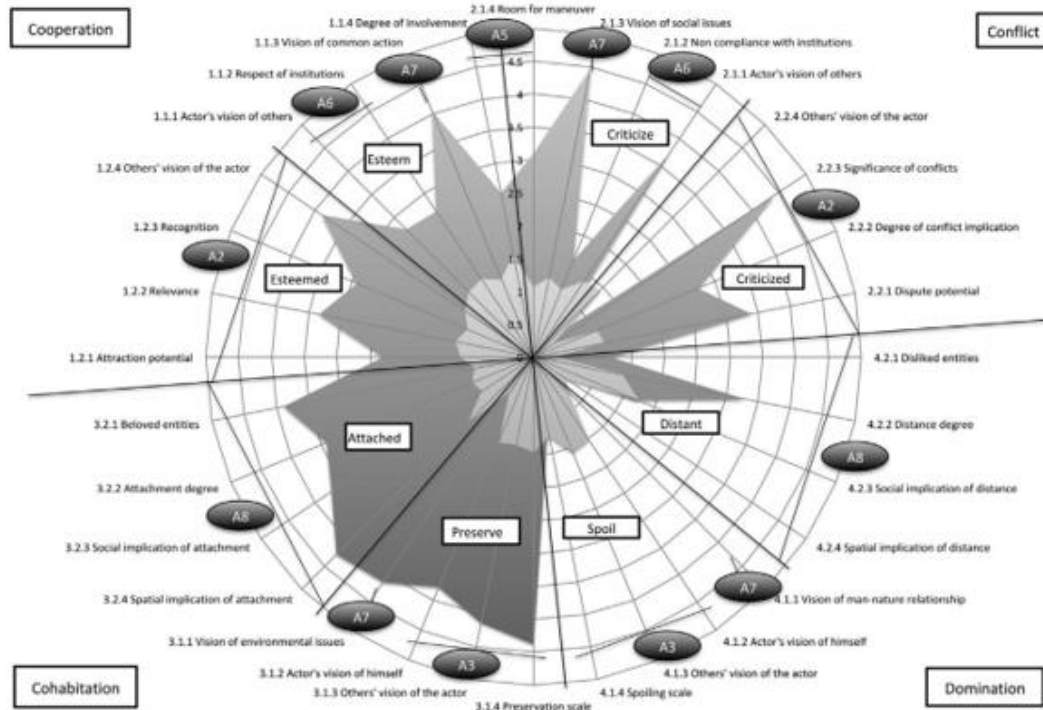 Cooperation
Conflict
Cohabitation
Domination
2.1.4 Room for maneuver
2.1.3 Vision of social issues
2.1.2 Non compliance with institutions
2.1.1 Actor's vision of others
2.2.4 Others' vision of the actor
2.2.3 Significance of conflicts
2.2.2 Degree of conflict implication
2.2.1 Dispute potential
4.2.1 Disliked entities
4.2.2 Distance degree
4.2.3 Social implication of distance
4.2.4 Spatial implication of distance
4.1.1 Vision of man-nature relationship
4.1.2 Actor's vision of himself
4.1.3 Others' vision of the actor
4.1.4 Spoiling scale
3.1.4 Preservation scale
3.1.3 Others' vision of the actor
3.1.2 Actor's vision of himself
3.1.1 Vision of environmental issues
3.2.4 Spatial implication of attachment
3.2.3 Social implication of attachment
3.2.2 Attachment degree
3.2.1 Beloved entities
1.2.1 Attraction potential
1.2.2 Relevance
1.2.3 Recognition
1.2.4 Others' vision of the actor
1.1.1 Actor's vision of others
1.1.2 Respect of institutions
1.1.3 Vision of common action
1.1.4 Degree of involvement
A5
A7
A6
A2
A8
A7
A3
A3
A7
A8
A2
A6
A7
4.5
4
3.5
3
2.5
2
1.5
1
0.5
0
Esteem
Criticize
Esteemed
Criticized
Attached
Distant
Preserve
Spoil